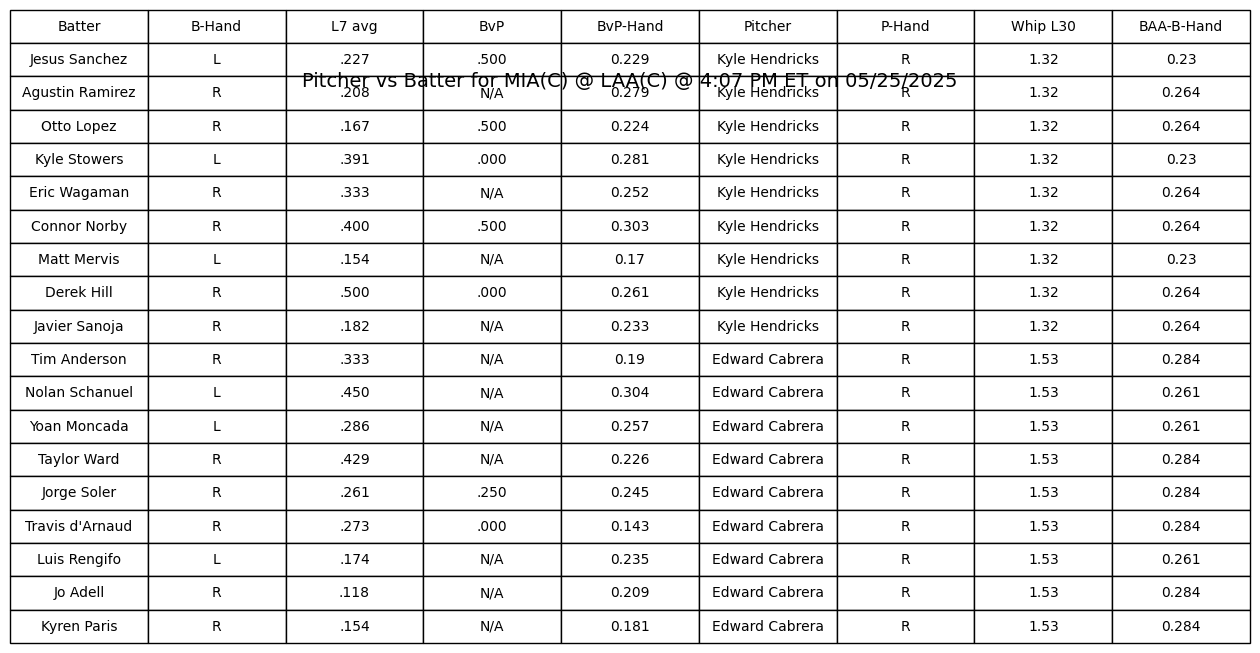 Batter B-Hand L7 avg BvP BvP-Hand Pitcher P-Hand Whip L30 BAA-B-Hand
Jesus Sanchez L .227 .500 0.229 Kyle Hendricks R 1.32 0.23
Pitcher vs Batter for MIA(C) @ LAA(C) @ 4:07 PM ET on 05/25/2025
Agustin Ramirez R .208 N/A 0.279 Kyle Hendricks R 1.32 0.264
Otto Lopez R .167 .500 0.224 Kyle Hendricks R 1.32 0.264
Kyle Stowers L .391 .000 0.281 Kyle Hendricks R 1.32 0.23
Eric Wagaman R .333 N/A 0.252 Kyle Hendricks R 1.32 0.264
Connor Norby R .400 .500 0.303 Kyle Hendricks R 1.32 0.264
Matt Mervis L .154 N/A 0.17 Kyle Hendricks R 1.32 0.23
Derek Hill R .500 .000 0.261 Kyle Hendricks R 1.32 0.264
Javier Sanoja R .182 N/A 0.233 Kyle Hendricks R 1.32 0.264
Tim Anderson R .333 N/A 0.19 Edward Cabrera R 1.53 0.284
Nolan Schanuel L .450 N/A 0.304 Edward Cabrera R 1.53 0.261
Yoan Moncada L .286 N/A 0.257 Edward Cabrera R 1.53 0.261
Taylor Ward R .429 N/A 0.226 Edward Cabrera R 1.53 0.284
Jorge Soler R .261 .250 0.245 Edward Cabrera R 1.53 0.284
Travis d'Arnaud R .273 .000 0.143 Edward Cabrera R 1.53 0.284
Luis Rengifo L .174 N/A 0.235 Edward Cabrera R 1.53 0.261
Jo Adell R .118 N/A 0.209 Edward Cabrera R 1.53 0.284
Kyren Paris R .154 N/A 0.181 Edward Cabrera R 1.53 0.284